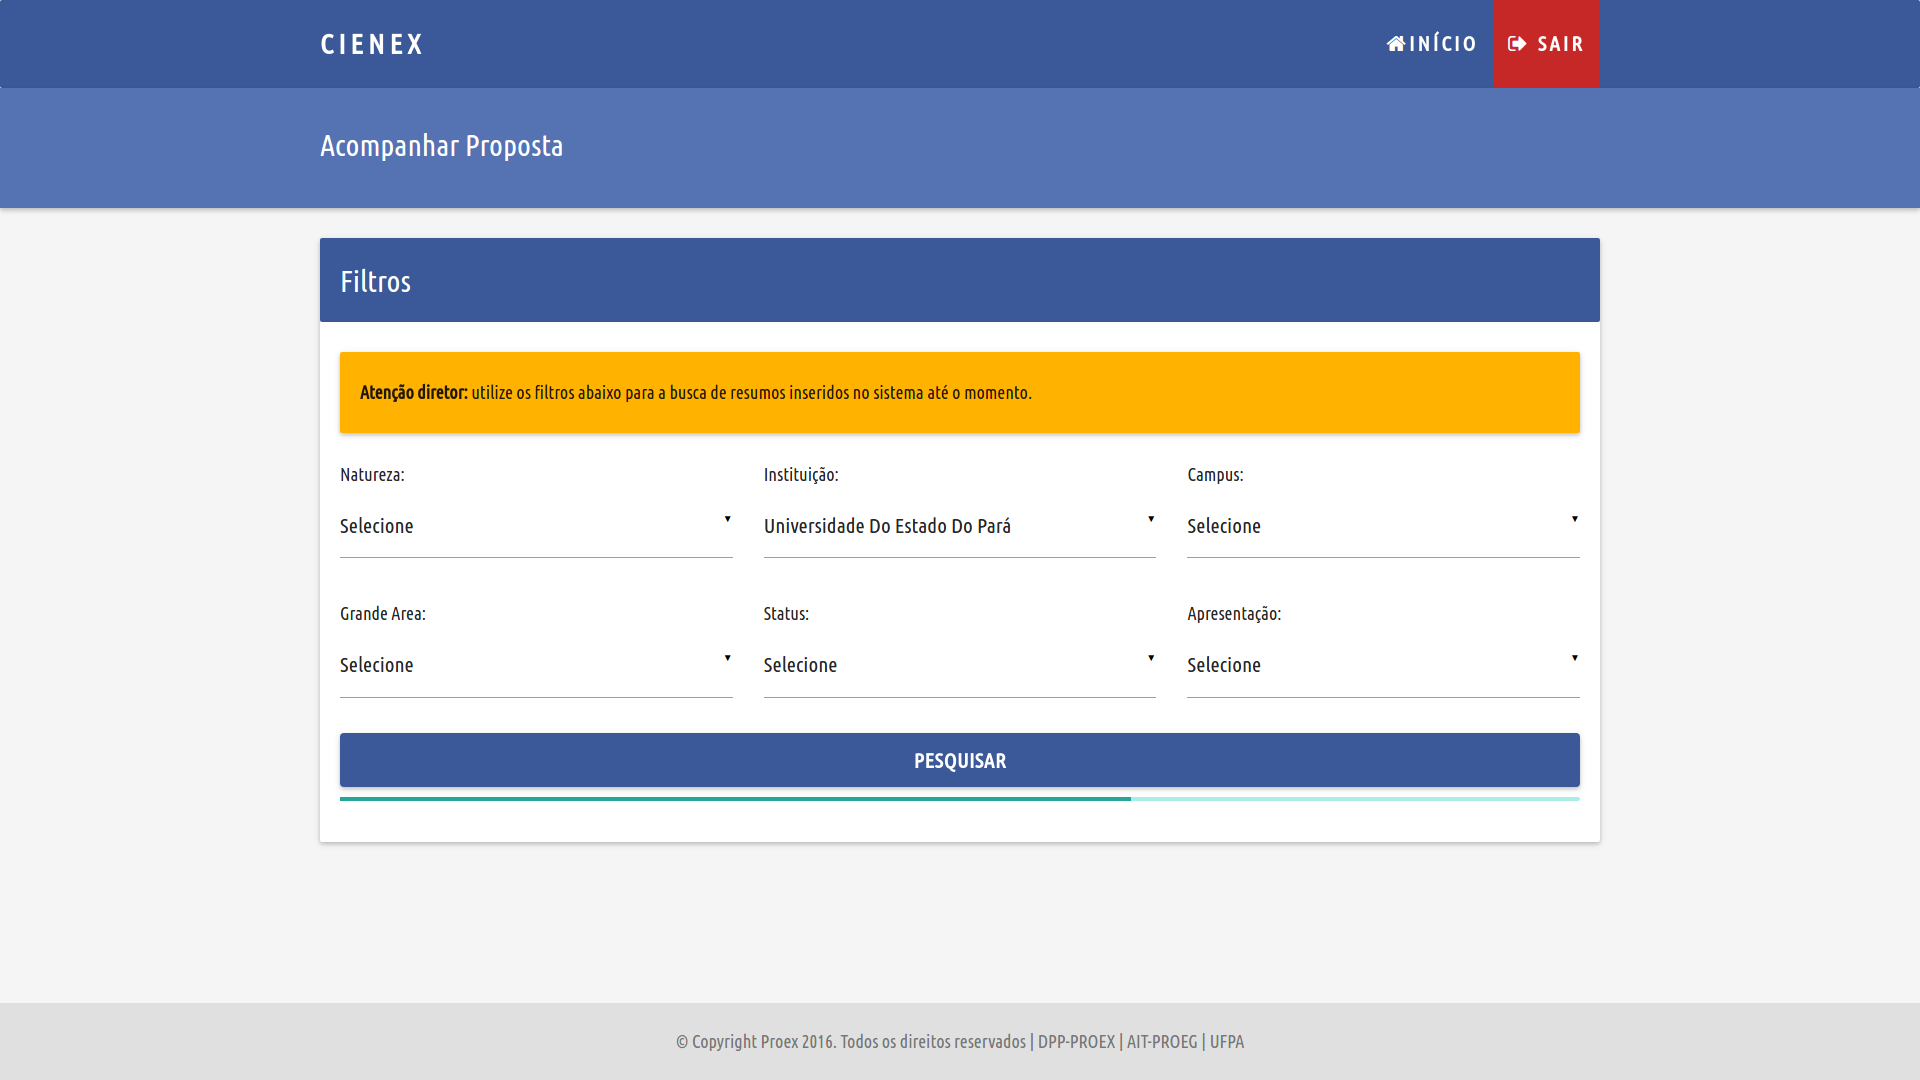 CIENEX
INÍCIO
SAIR
Acompanhar Proposta
Filtros
Atenção diretor: utilize os filtros abaixo para a busca de resumos inseridos no sistema até o momento.
Natureza:
Instituição:
Campus:
Selecione
Universidade Do Estado Do Pará
Selecione
Grande Area:
Status:
Apresentação:
Selecione
Selecione
Selecione
PESQUISAR
© Copyright Proex 2016. Todos os direitos reservados | DPP-PROEX | AIT-PROEG | UFPA